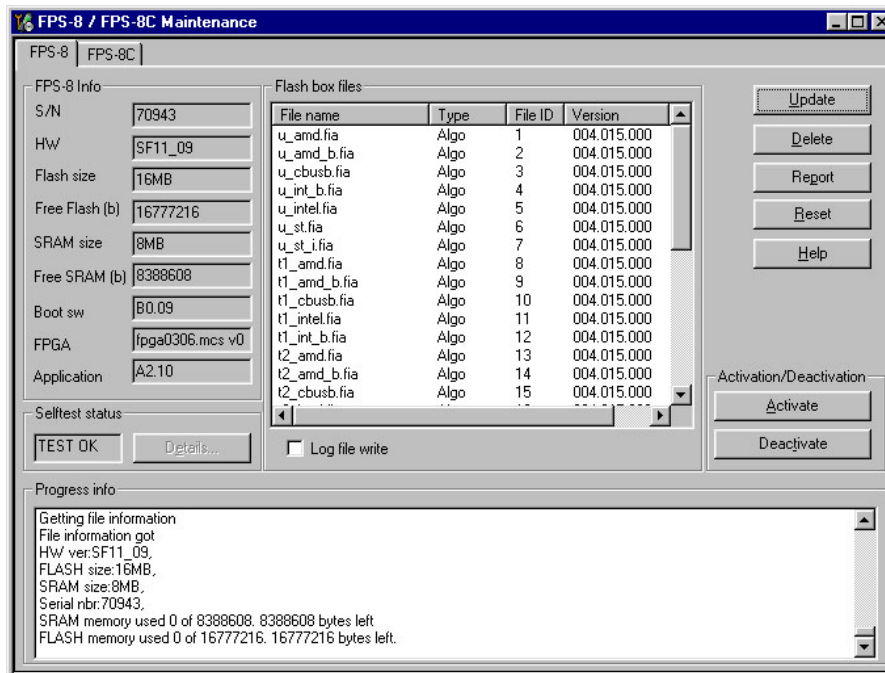 FPS-8 / FPS-8C Maintenance
FPS-8 FPS-8C
FPS-8 Info
S/N 70943
HW SF11_09
Flash size 16MB
Free Flash (b) 16777216
SRAM size 8MB
Free SRAM (b) 8388608
Boot sw B0.09
FPGA fpga0306.mcs v0
Application A2.10
Selftest status
TEST OK Details...
Flash box files
File name Type File ID Version
u_amd.fia Algo 1 004.015.000
u_amd_b.fia Algo 2 004.015.000
u_cbusb.fia Algo 3 004.015.000
u_int_b.fia Algo 4 004.015.000
u_intel.fia Algo 5 004.015.000
u_st.fia Algo 6 004.015.000
u_st_i.fia Algo 7 004.015.000
t1_amd.fia Algo 8 004.015.000
t1_amd_b.fia Algo 9 004.015.000
t1_cbusb.fia Algo 10 004.015.000
t1_intel.fia Algo 11 004.015.000
t1_int_b.fia Algo 12 004.015.000
t2_amd.fia Algo 13 004.015.000
t2_amd_b.fia Algo 14 004.015.000
t2_cbusb.fia Algo 15 004.015.000
Log file write
Update
Delete
Report
Reset
Help
Activation/Deactivation
Activate
Deactivate
Progress info
Getting file information
File information got
HW ver:SF11_09,
FLASH size:16MB,
SRAM size:8MB,
Serial nbr:70943,
SRAM memory used 0 of 8388608. 8388608 bytes left
FLASH memory used 0 of 16777216. 16777216 bytes left.